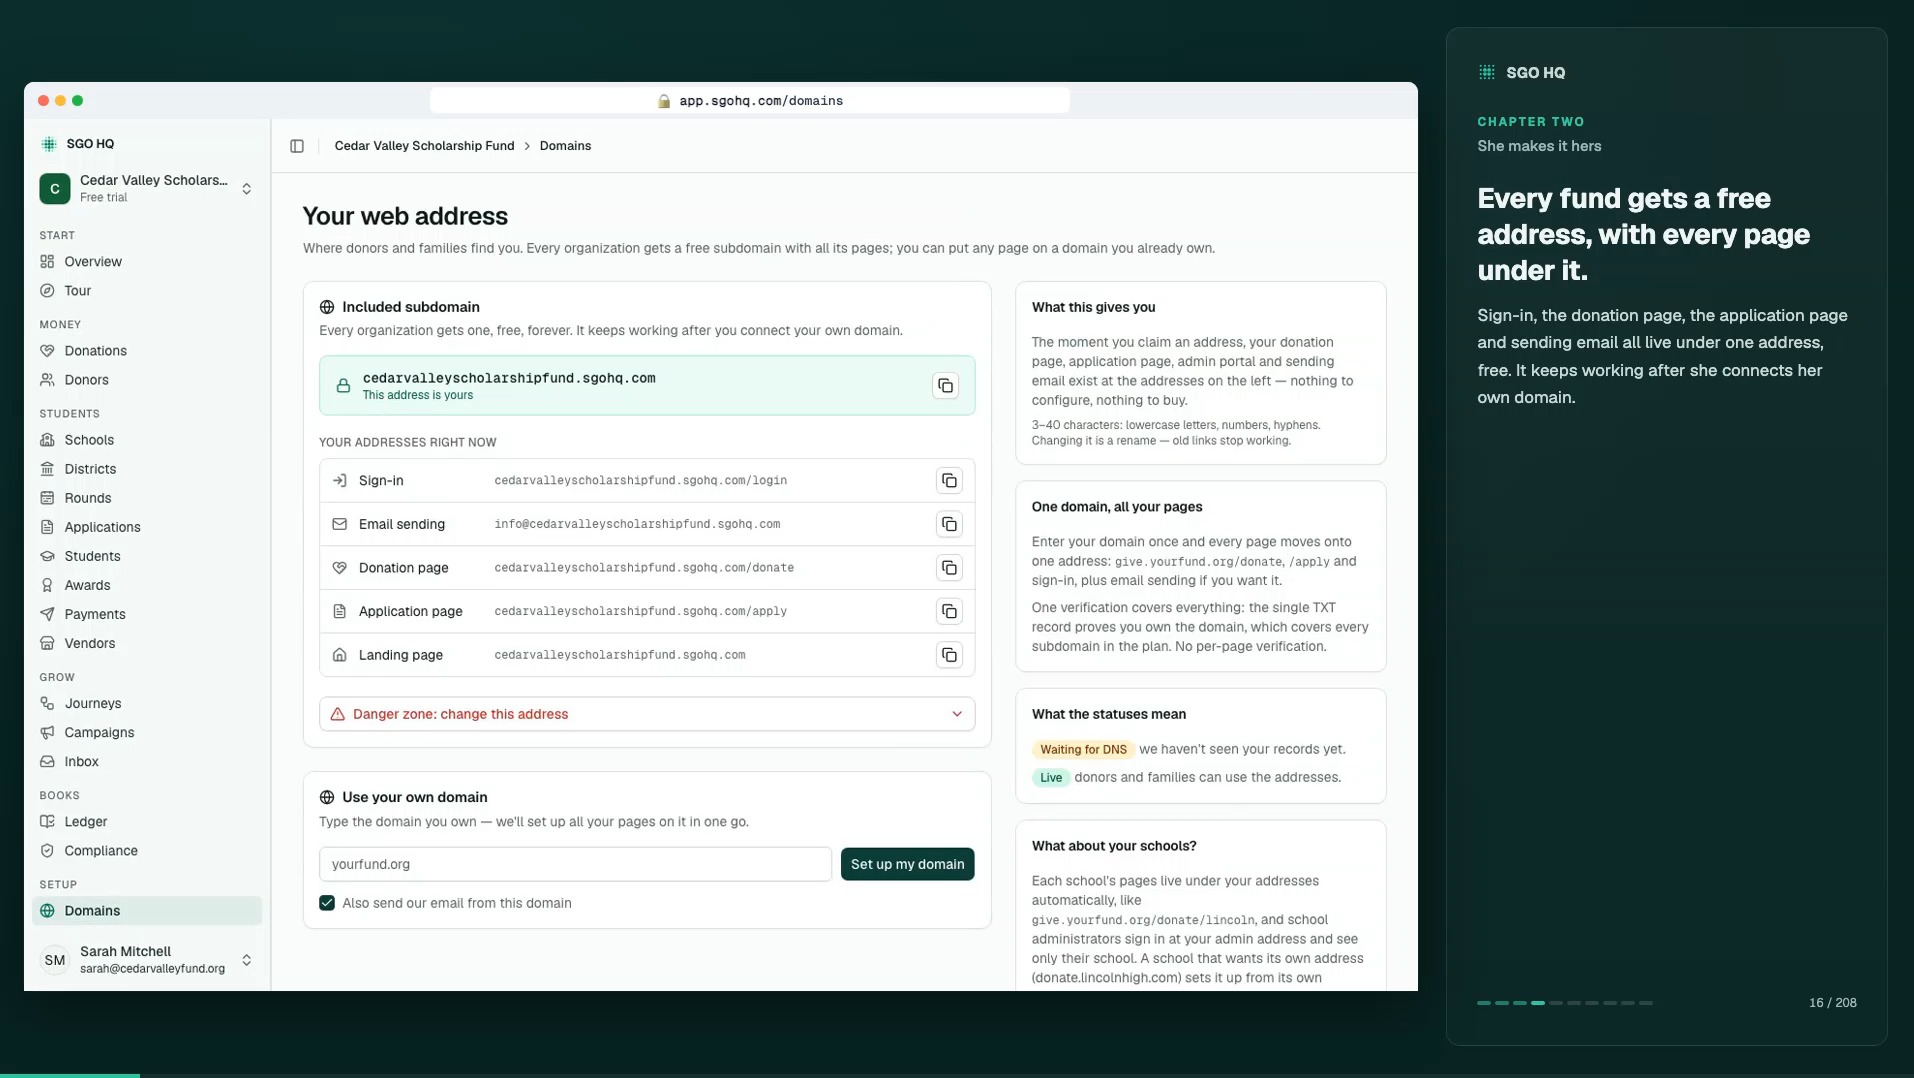 app.sgohq.com/domains
SGO HQ
C
Cedar Valley Scholars...
Free trial
START
Overview
Tour
MONEY
Donations
Donors
STUDENTS
Schools
Districts
Rounds
Applications
Students
Awards
Payments
Vendors
GROW
Journeys
Campaigns
Inbox
BOOKS
Ledger
Compliance
SETUP
Domains
SM
Sarah Mitchell
sarah@cedarvalleyfund.org
Cedar Valley Scholarship Fund > Domains
Your web address
Where donors and families find you. Every organization gets a free subdomain with all its pages; you can put any page on a domain you already own.
Included subdomain
Every organization gets one, free, forever. It keeps working after you connect your own domain.
cedarvalleyscholarshipfund.sgohq.com
This address is yours
YOUR ADDRESSES RIGHT NOW
Sign-in cedarvalleyscholarshipfund.sgohq.com/login
Email sending info@cedarvalleyscholarshipfund.sgohq.com
Donation page cedarvalleyscholarshipfund.sgohq.com/donate
Application page cedarvalleyscholarshipfund.sgohq.com/apply
Landing page cedarvalleyscholarshipfund.sgohq.com
Danger zone: change this address
Use your own domain
Type the domain you own — we'll set up all your pages on it in one go.
yourfund.org
Set up my domain
Also send our email from this domain
What this gives you
The moment you claim an address, your donation
page, application page, admin portal and sending
email exist at the addresses on the left — nothing to
configure, nothing to buy.
3–40 characters: lowercase letters, numbers, hyphens.
Changing it is a rename — old links stop working.
One domain, all your pages
Enter your domain once and every page moves onto
one address: give.yourfund.org/donate, /apply and
sign-in, plus email sending if you want it.
One verification covers everything: the single TXT
record proves you own the domain, which covers every
subdomain in the plan. No per-page verification.
What the statuses mean
Waiting for DNS we haven't seen your records yet.
Live donors and families can use the addresses.
What about your schools?
Each school's pages live under your addresses
automatically, like
give.yourfund.org/donate/lincoln, and school
administrators sign in at your admin address and see
only their school. A school that wants its own address
(donate.lincolnhigh.com) sets it up from its own
SGO HQ
CHAPTER TWO
She makes it hers
Every fund gets a free
address, with every page
under it.
Sign-in, the donation page, the application page
and sending email all live under one address,
free. It keeps working after she connects her
own domain.
16 / 208